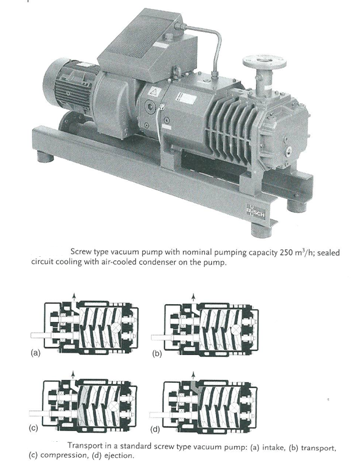 BUSCH
Screw type vacuum pump with nominal pumping capacity 250 m³/h; sealed
circuit cooling with air-cooled condenser on the pump.
(a)
(b)
(c)
(d)
Transport in a standard screw type vacuum pump: (a) intake, (b) transport,
(c) compression, (d) ejection.